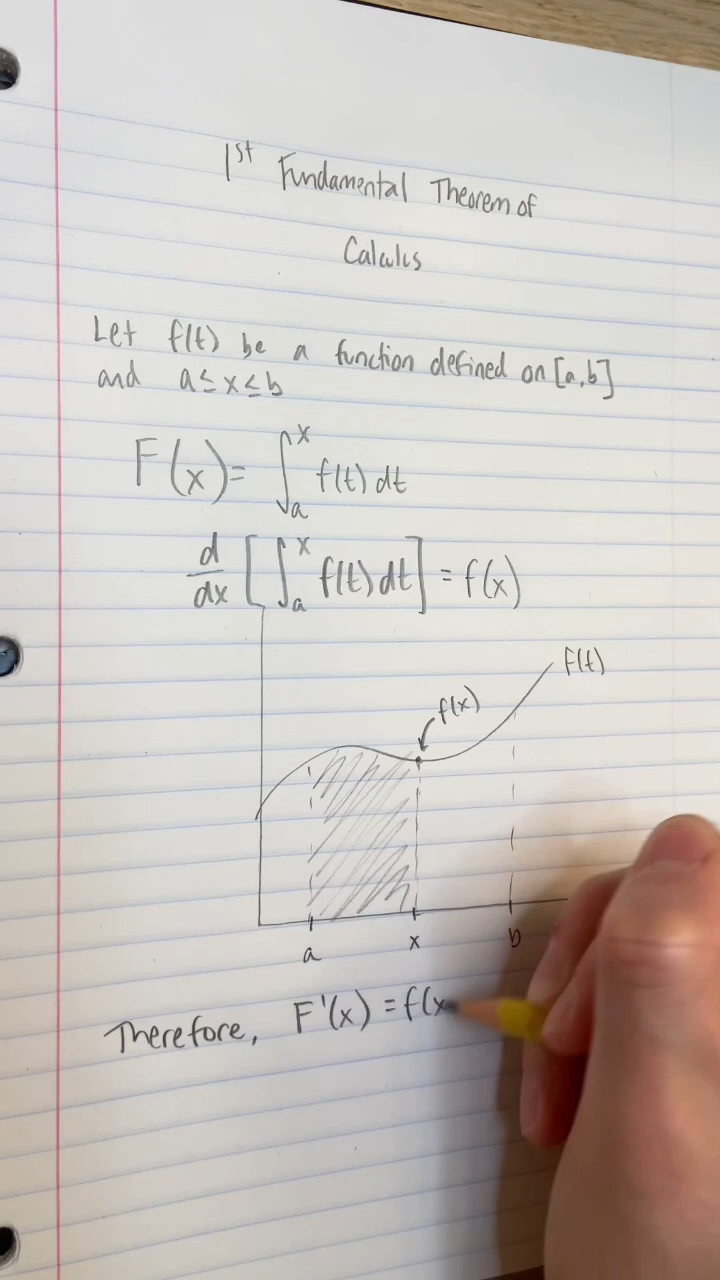 1st Fundamental Theorem of
Calculus
Let f(t) be a function defined on [a,b]
and a≤x≤b
F(x)= ∫ₐˣ f(t) dt
d/dx [∫ₐˣ f(t) dt] = f(x)
f(t)
f(x)
a x b
Therefore, F'(x) = f(x